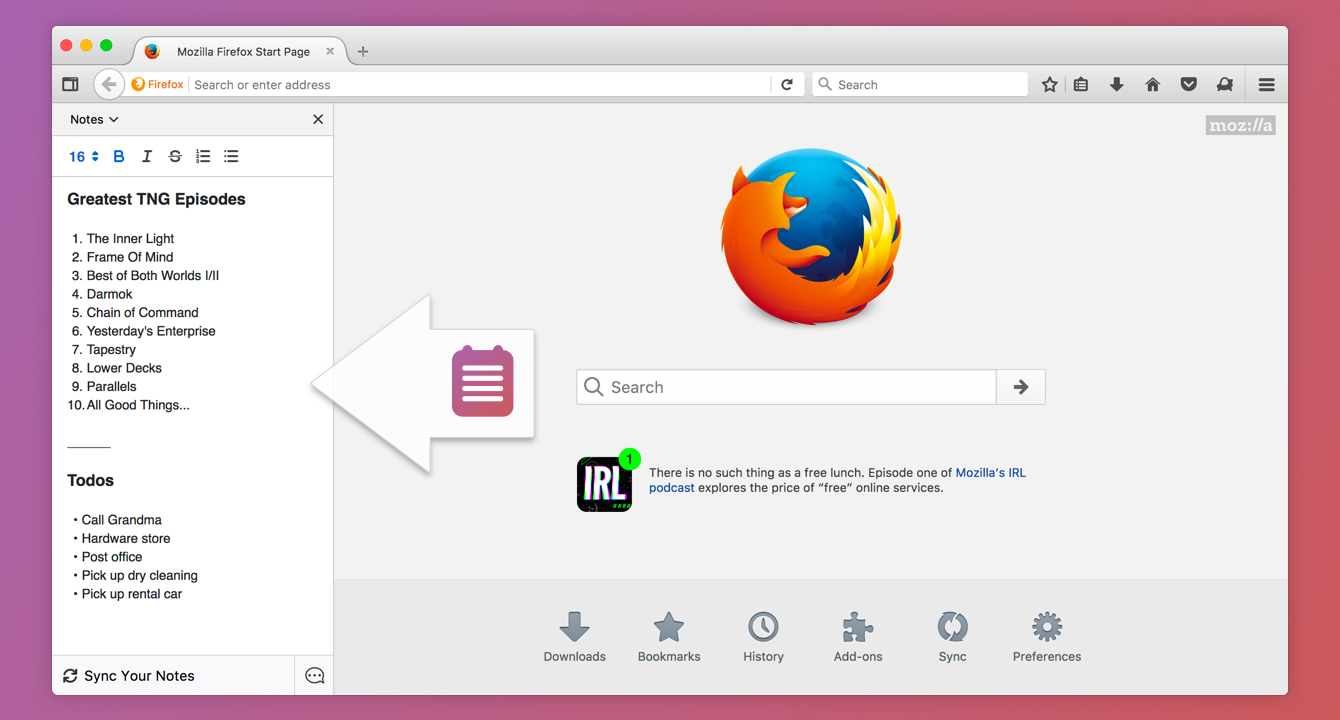 Mozilla Firefox Start Page
Firefox Search or enter address
Search
Notes
16 B I S
Greatest TNG Episodes
1. The Inner Light
2. Frame Of Mind
3. Best of Both Worlds I/II
4. Darmok
5. Chain of Command
6. Yesterday's Enterprise
7. Tapestry
8. Lower Decks
9. Parallels
10. All Good Things...
Todos
• Call Grandma
• Hardware store
• Post office
• Pick up dry cleaning
• Pick up rental car
Sync Your Notes
moz://a
Search
IRL
1
There is no such thing as a free lunch. Episode one of Mozilla’s IRL
podcast explores the price of “free” online services.
Downloads
Bookmarks
History
Add-ons
Sync
Preferences